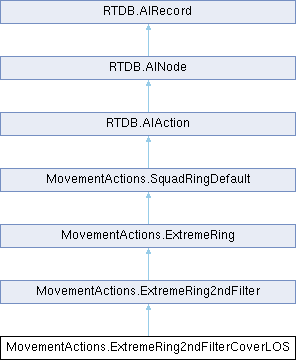 RTDB.AIRecord
RTDB.AINode
RTDB.AIAction
MovementActions.SquadRingDefault
MovementActions.ExtremeRing
MovementActions.ExtremeRing2ndFilter
MovementActions.ExtremeRing2ndFilterCoverLOS